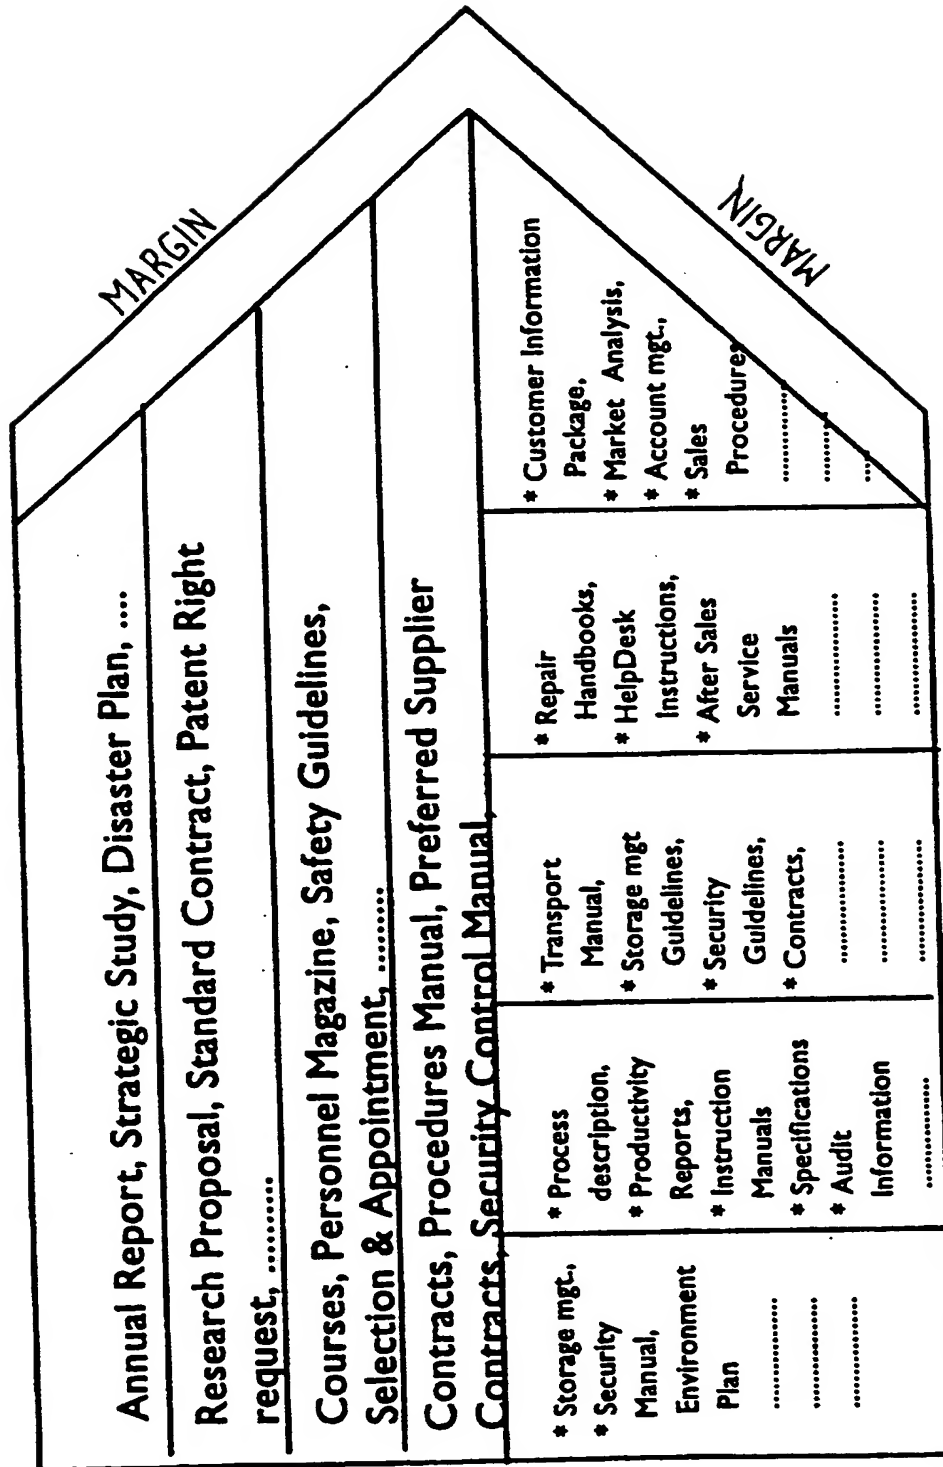 MARGIN
Annual Report, Strategic Study, Disaster Plan, ....
Research Proposal, Standard Contract, Patent Right
request, ..........
Courses, Personnel Magazine, Safety Guidelines,
Selection & Appointment, .........
Contracts, Procedures Manual, Preferred Supplier
Contracts, Security Control Manual,
* Storage mgt.,
* Security
Manual,
Environment
Plan
..................
..................
..................
* Process
description,
* Productivity
Reports,
* Instruction
Manuals
* Specifications
* Audit
Information
..................
* Transport
Manual,
* Storage mgt
Guidelines,
* Security
Guidelines,
* Contracts,
....................
....................
....................
* Repair
Handbooks,
* HelpDesk
Instructions,
* After Sales
Service
Manuals
....................
....................
....................
* Customer Information
Package,
* Market Analysis,
* Account mgt.,
* Sales
Procedures
..................
............
......
MARGIN